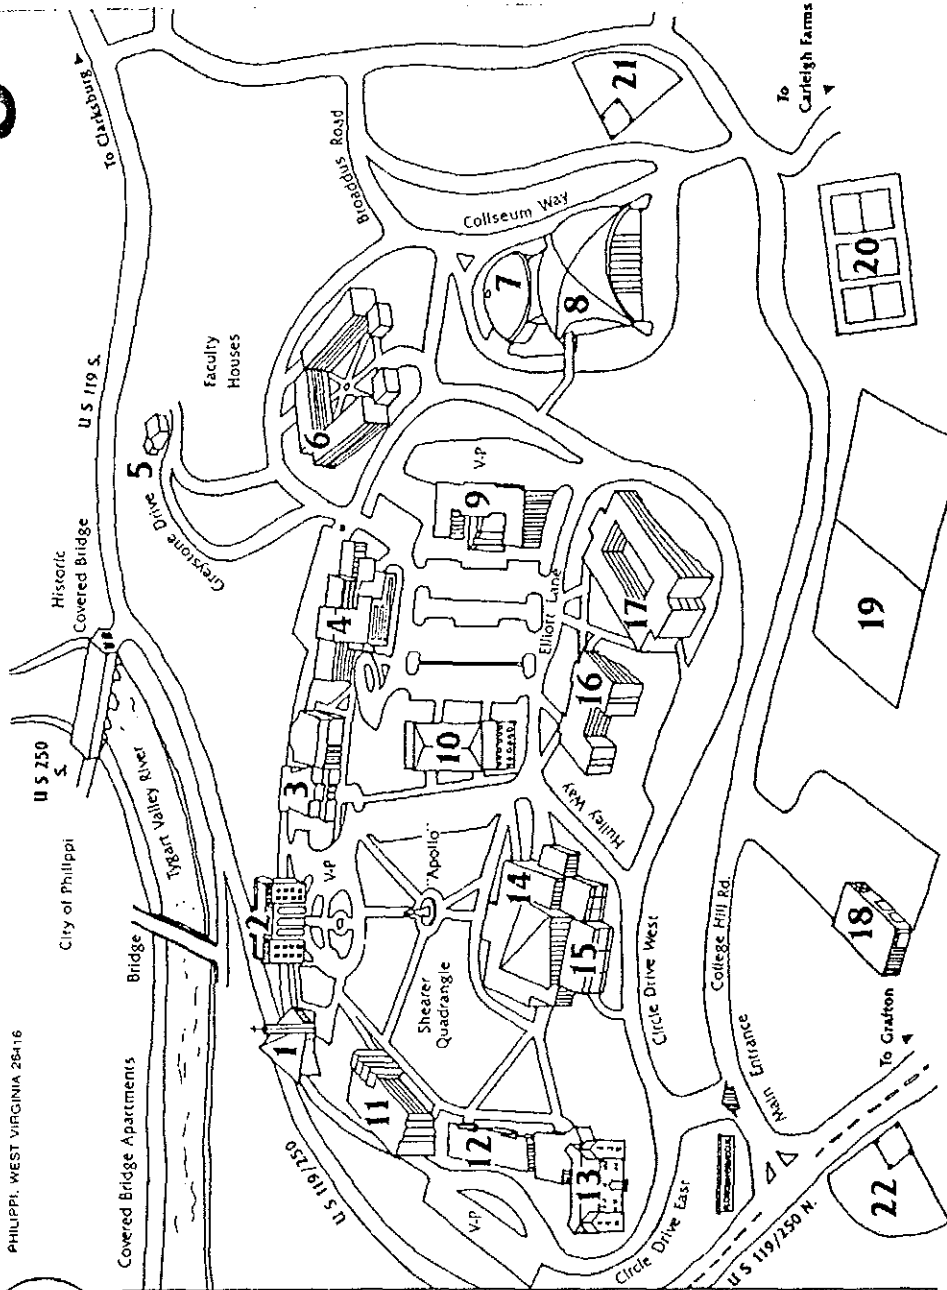 PHILIPPI, WEST VIRGINIA 26416
Covered Bridge Apartments
Bridge
City of Philippi
Tygart Valley River
U S 250
S.
Historic
Covered Bridge
U S 119 S.
To Clarksburg
Greystone Drive
Faculty
Houses
Broadus Road
Coliseum Way
To
Carleigh Farms
U S 119/250
V-P
"Apollo"
Shearer
Quadrangle
V-P
Elliott Lane
Hulley Way
V-P
Circle Drive West
Circle Drive East
College Hill Rd.
Main Entrance
To Grafton
U S 119/250 N.
1
2
3
4
5
6
7
8
9
10
11
12
13
14
15
16
17
18
19
20
21
22